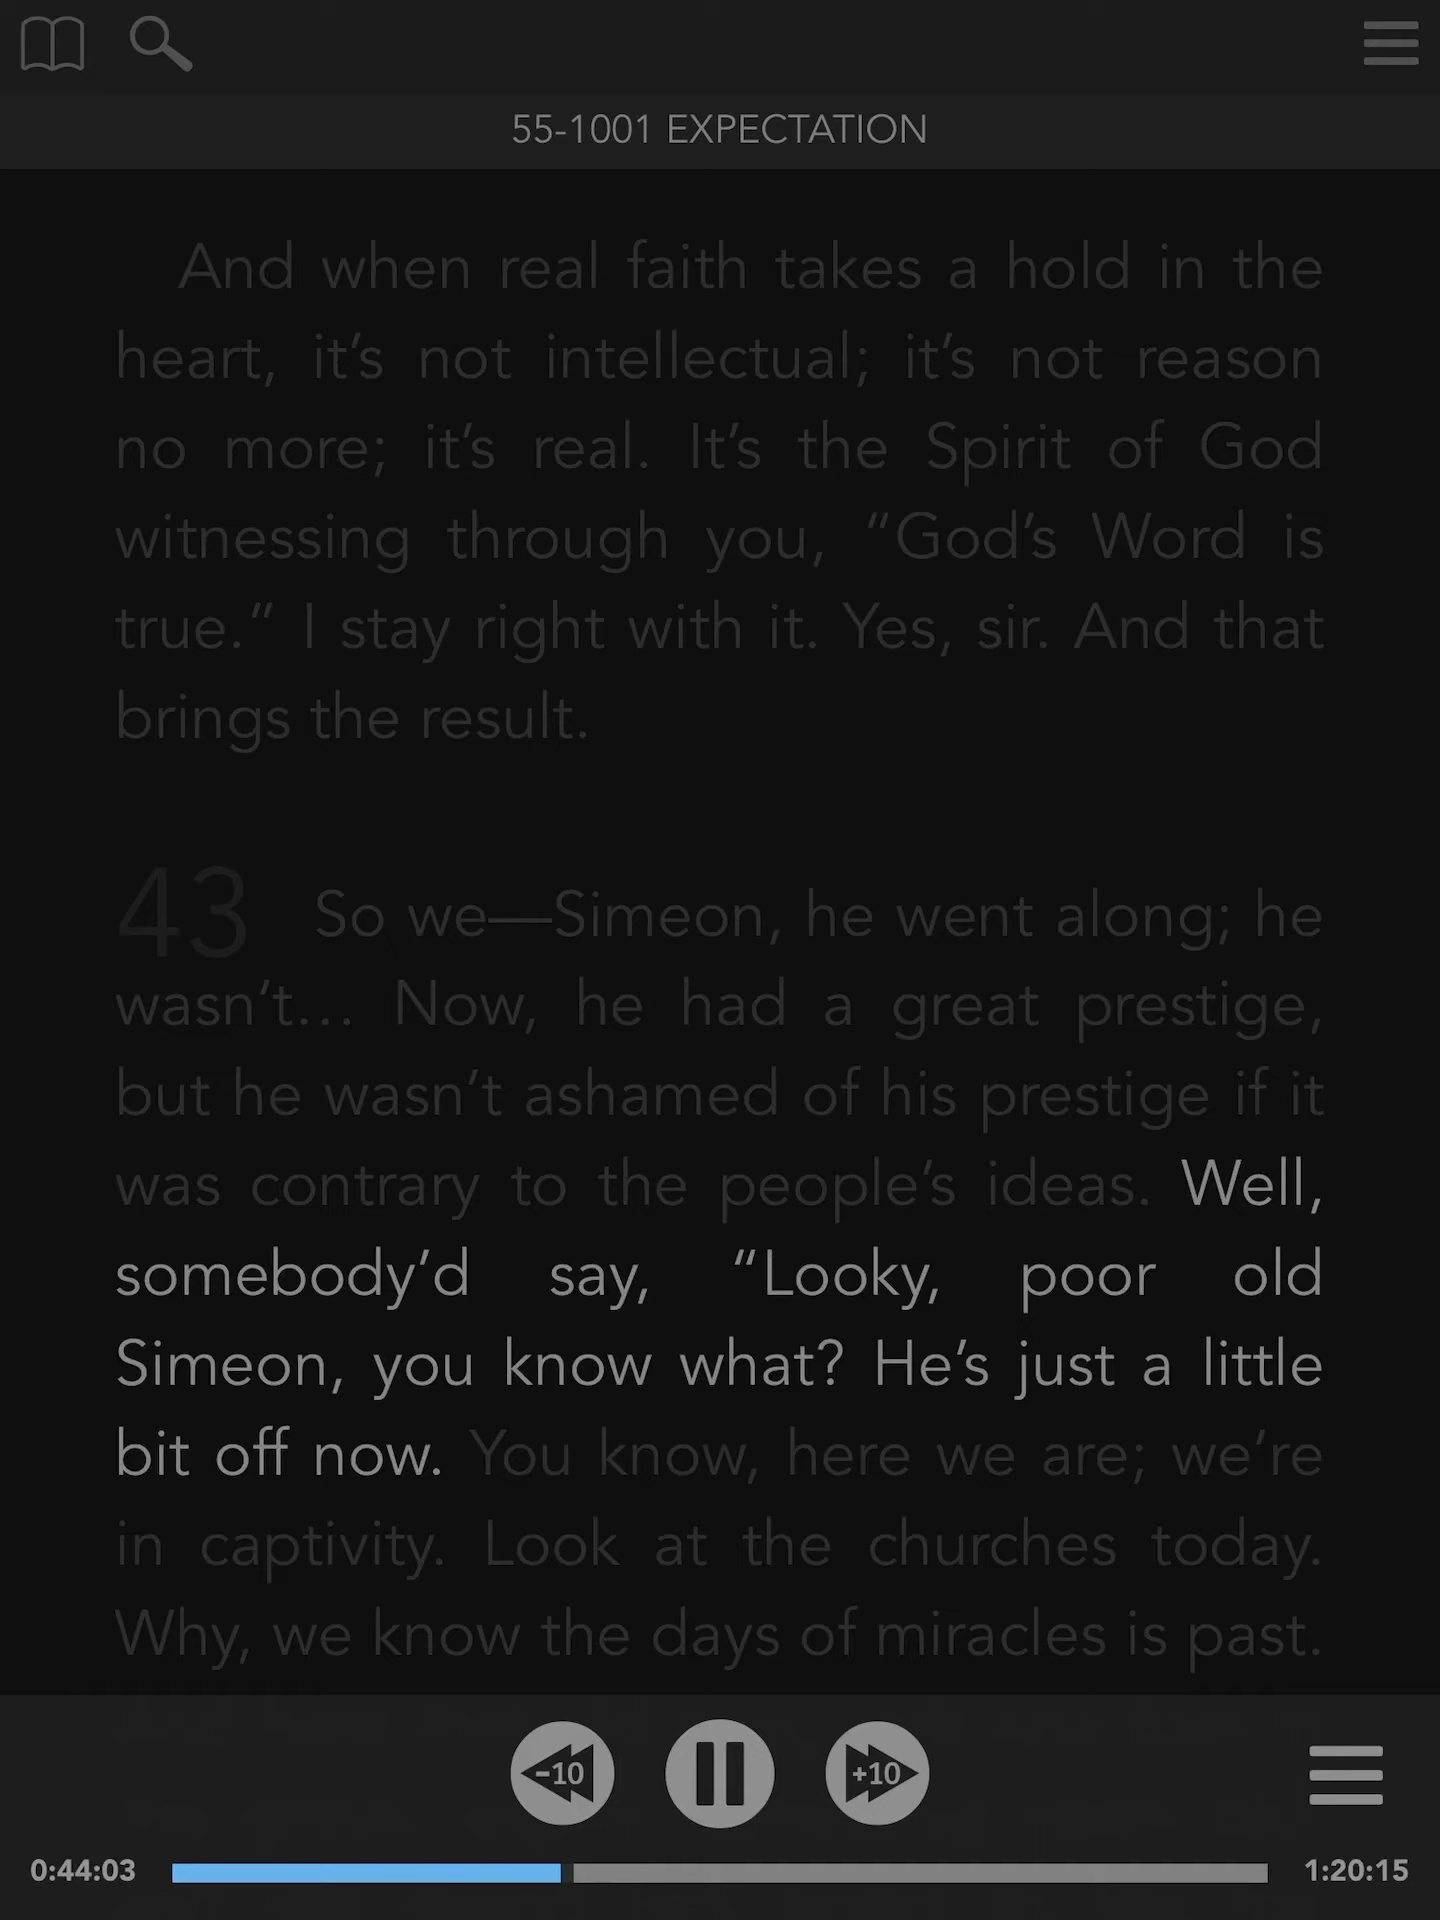 55-1001 EXPECTATION
And when real faith takes a hold in the
heart, it’s not intellectual; it’s not reason
no more; it’s real. It’s the Spirit of God
witnessing through you, “God’s Word is
true.” I stay right with it. Yes, sir. And that
brings the result.
43 So we—Simeon, he went along; he
wasn’t… Now, he had a great prestige,
but he wasn’t ashamed of his prestige if it
was contrary to the people’s ideas. Well,
somebody’d say, “Looky, poor old
Simeon, you know what? He’s just a little
bit off now. You know, here we are; we’re
in captivity. Look at the churches today.
Why, we know the days of miracles is past.
-10 +10
0:44:03 1:20:15